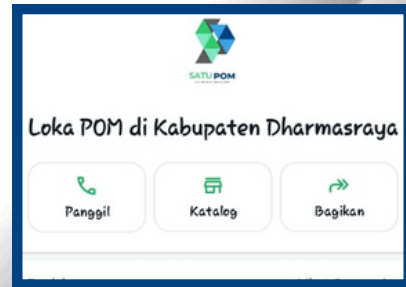 SATU POM
Loka POM di Kabupaten Dharmasraya
Panggil
Katalog
Bagikan